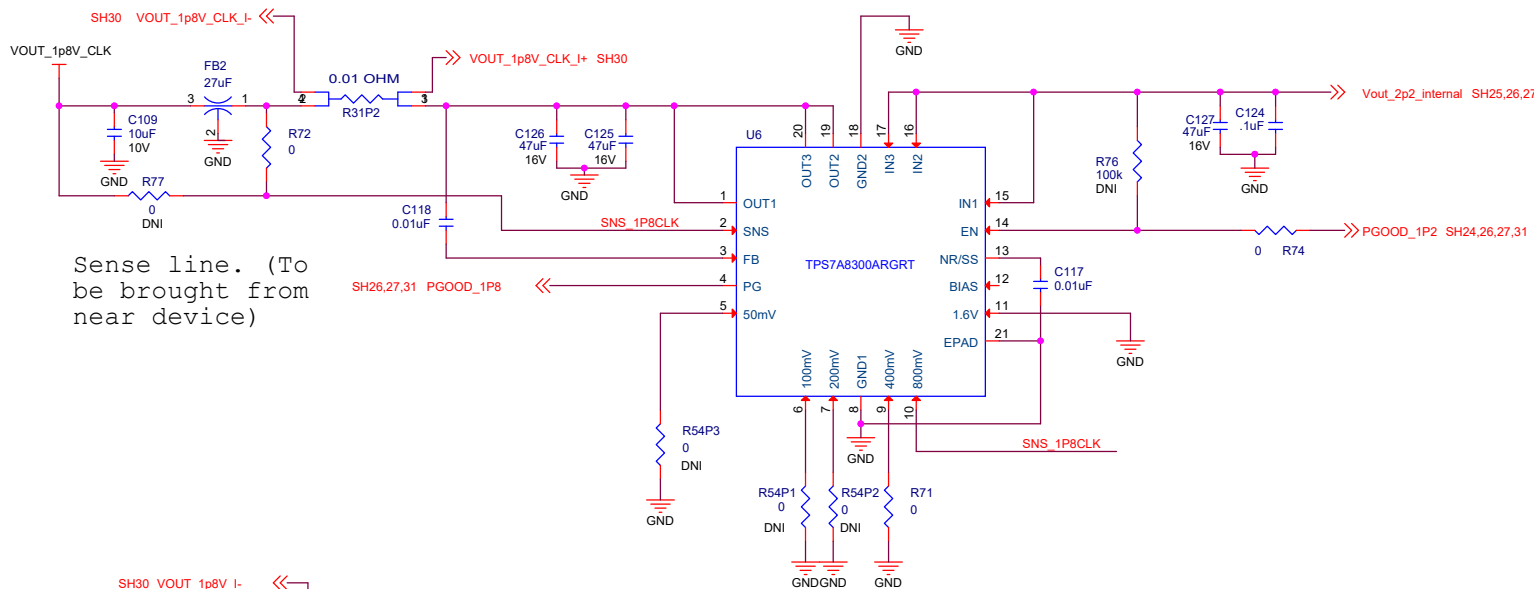 SH30 VOUT_1p8V_CLK_I-
VOUT_1p8V_CLK
FB2
27uF
3
1
2
GND
C109
10uF
10V
GND
R72
0
R77
0
DNI
0.01 OHM
R31P2
VOUT_1p8V_CLK_I+ SH30
C126
47uF
16V
C125
47uF
16V
GND
C118
0.01uF
SNS_1P8CLK
Sense line. (To
be brought from
near device)
SH26,27,31 PGOOD_1P8
GND
U6
20
19
18
17
16
OUT3
OUT2
GND2
IN3
IN2
1
OUT1
2
SNS
3
FB
4
PG
5
50mV
TPS7A8300ARGRT
IN1
15
EN
14
NR/SS
13
BIAS
12
1.6V
11
EPAD
21
100mV
200mV
GND1
400mV
800mV
6
7
8
9
10
Vout_2p2_internal SH25,26,27
R76
100k
DNI
C127
47uF
16V
C124
.1uF
GND
PGOOD_1P2 SH24,26,27,31
0 R74
C117
0.01uF
GND
GND
SNS_1P8CLK
R54P3
0
DNI
GND
R54P1
0
DNI
GND
R54P2
0
DNI
GND
R71
0
GND
SH30 VOUT 1p8V I-